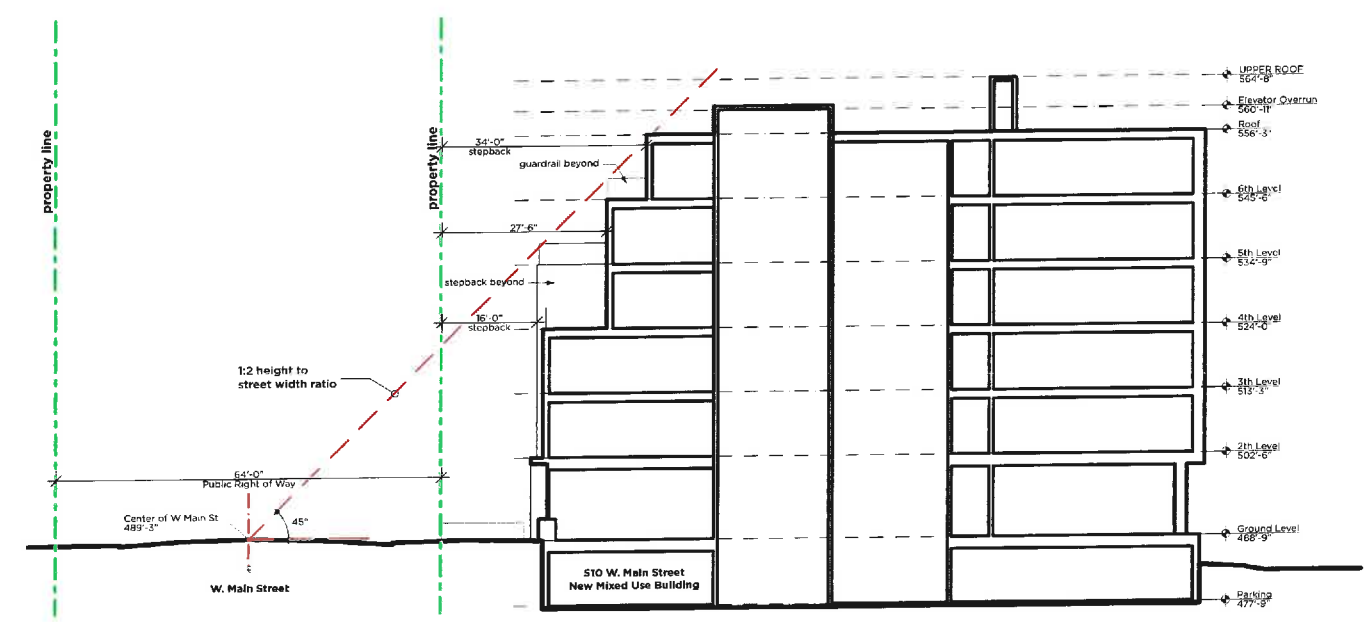 UPPER ROOF
564'-8"
Elevator Overrun
560'-11"
Roof
556'-3"
property line
property line
34'-0"
stepback
guardrail beyond
6th Level
545'-6"
27'-6"
5th Level
534'-9"
stepback beyond
16'-0"
stepback
4th Level
524'-0"
1:2 height to
street width ratio
3th Level
513'-3"
2th Level
502'-6"
64'-0"
Public Right of Way
Center of W Main St
489'-3"
45°
Ground Level
468'-9"
W. Main Street
510 W. Main Street
New Mixed Use Building
Parking
477'-9"